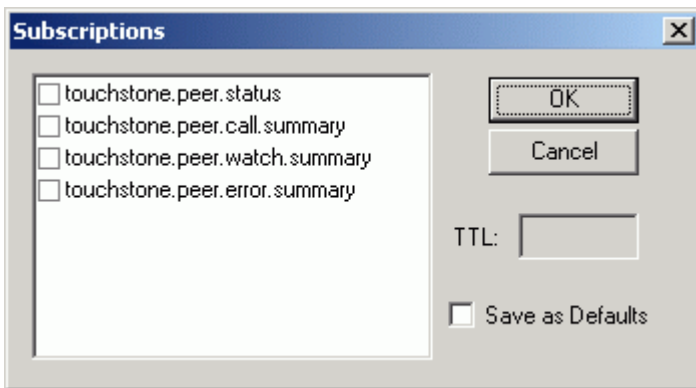 Subscriptions
touchstone.peer.status
touchstone.peer.call.summary
touchstone.peer.watch.summary
touchstone.peer.error.summary
OK
Cancel
TTL:
Save as Defaults